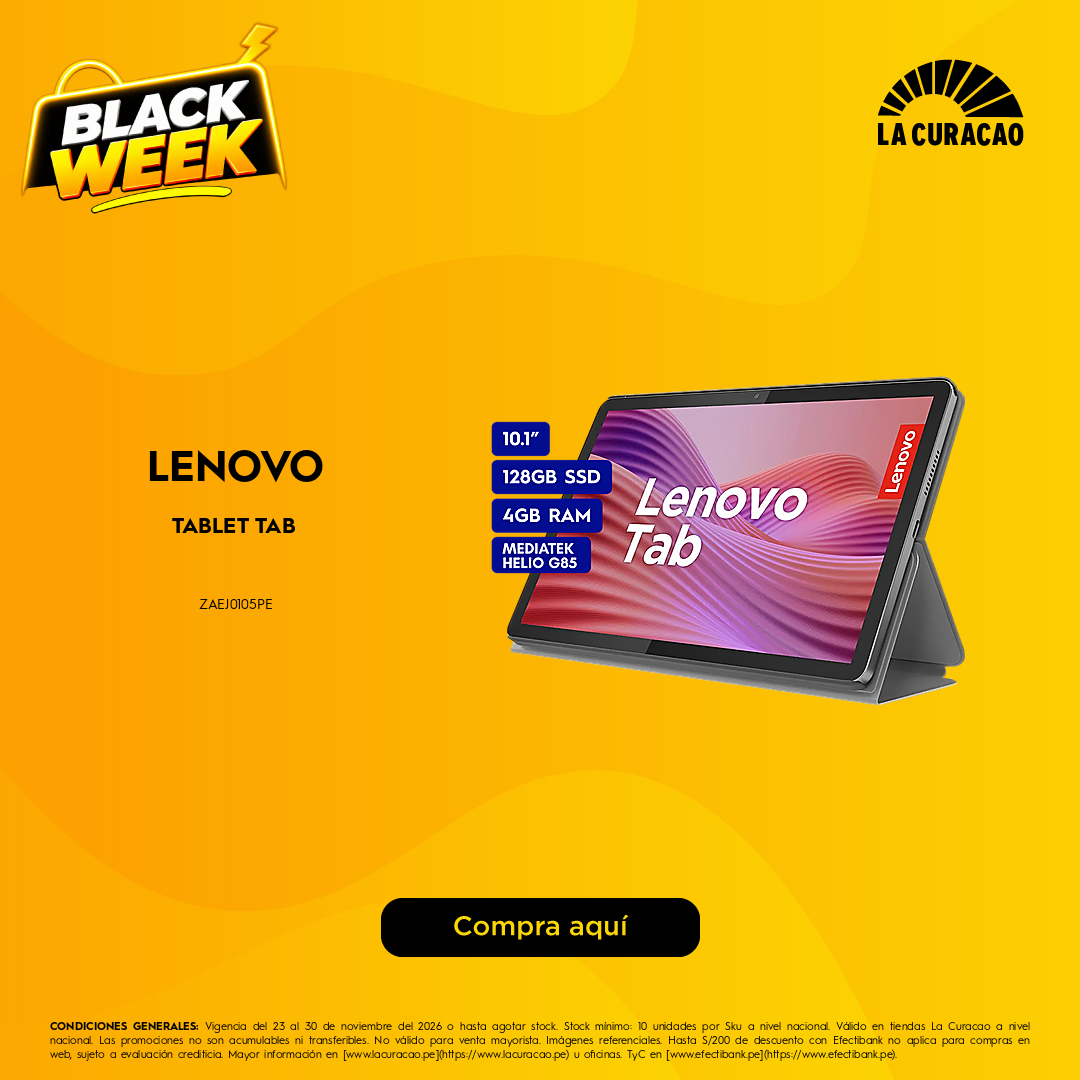 BLACK
WEEK
LA CURACAO
LENOVO
TABLET TAB
ZAEJ0105PE
10.1”
128GB SSD
4GB RAM
MEDIATEK
HELIO G85
Lenovo
Tab
Lenovo
Compra aquí
CONDICIONES GENERALES: Vigencia del 23 al 30 de noviembre del 2026 o hasta agotar stock. Stock mínimo: 10 unidades por Sku a nivel nacional. Válido en tiendas La Curacao a nivel
nacional. Las promociones no son acumulables ni transferibles. No válido para venta mayorista. Imágenes referenciales. Hasta S/200 de descuento con Efectibank no aplica para compras en
web, sujeto a evaluación crediticia. Mayor información en [www.lacuracao.pe](https://www.lacuracao.pe) u oficinas. TyC en [www.efectibank.pe](https://www.efectibank.pe).